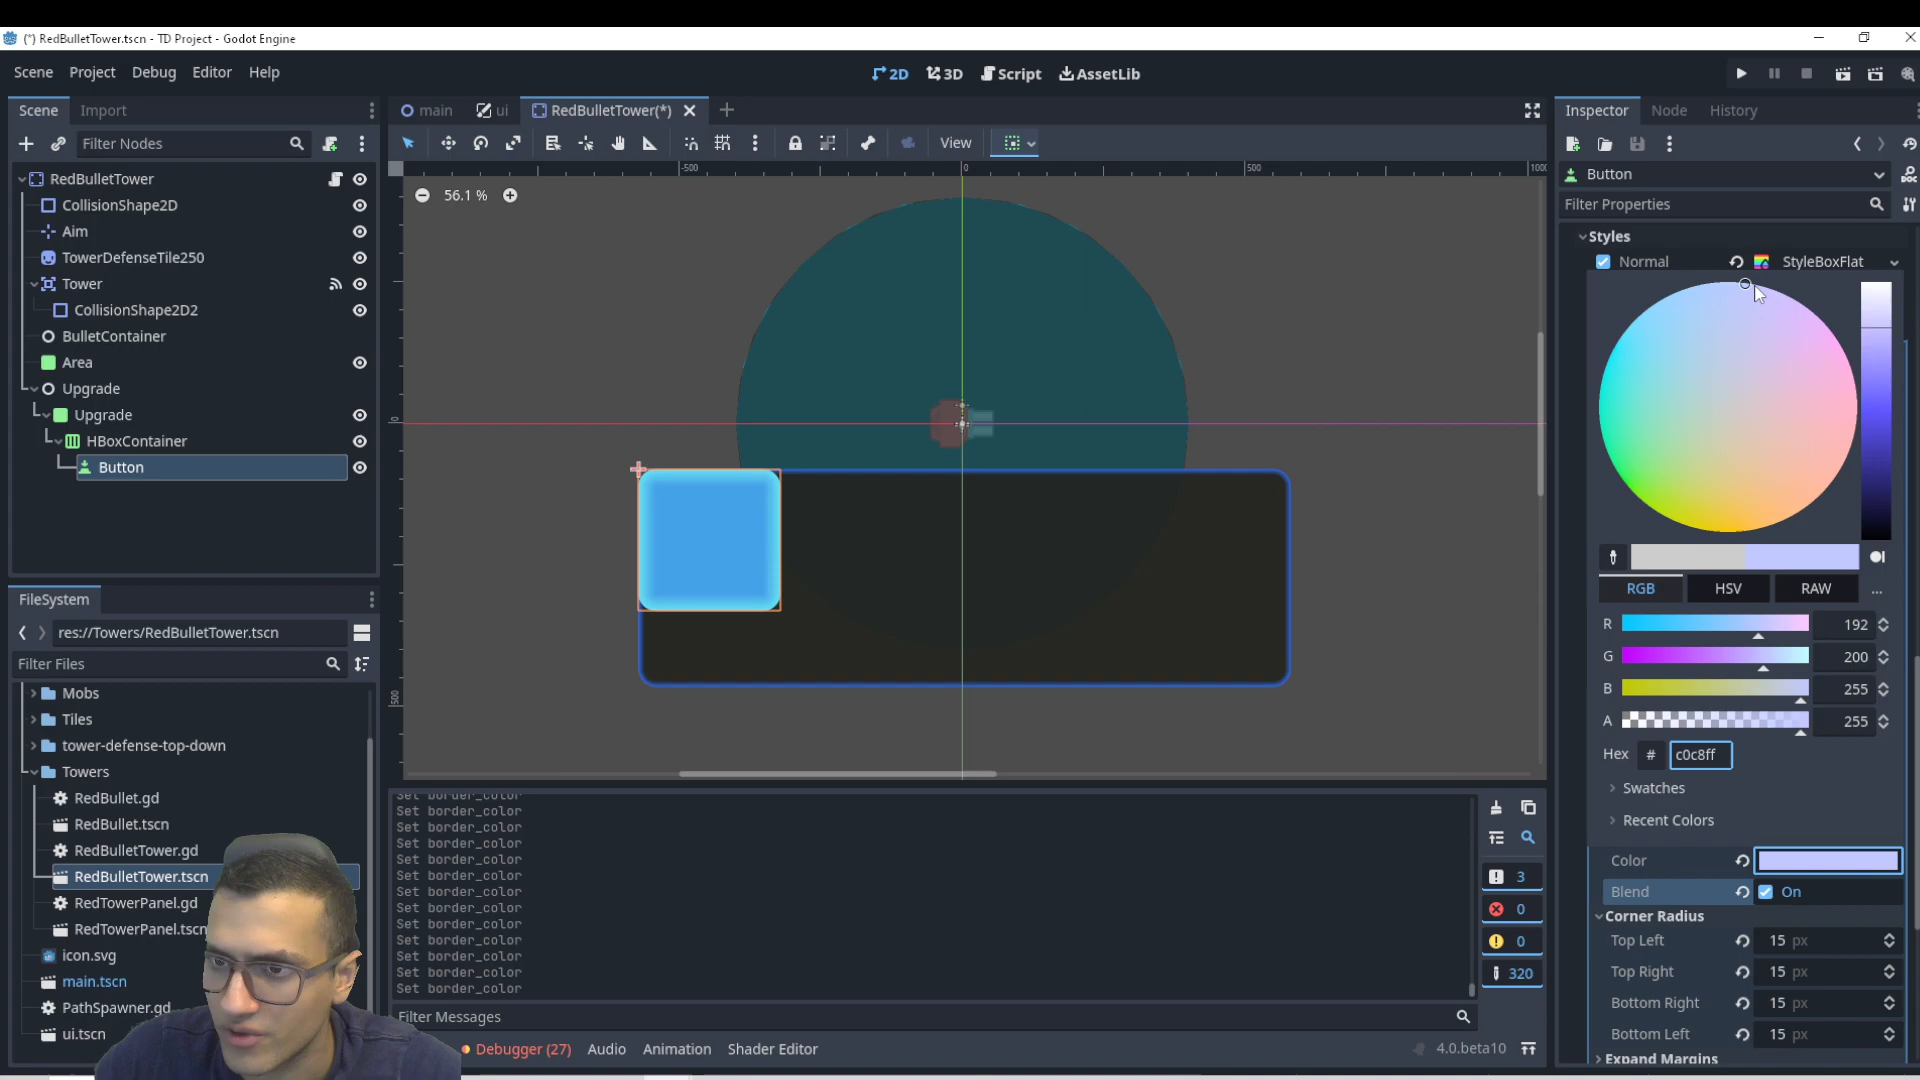 (*) RedBulletTower.tscn - TD Project - Godot Engine
Scene Project Debug Editor Help
2D 3D Script AssetLib
Scene Import
main ui RedBulletTower(*)
Inspector Node History
Filter Nodes
View
Button
Filter Properties
-500 0 500 1000
56.1 %
RedBulletTower
CollisionShape2D
Aim
TowerDefenseTile250
Tower
CollisionShape2D2
BulletContainer
Area
Upgrade
Upgrade
HBoxContainer
Button
0
500
Styles
Normal StyleBoxFlat
RGB HSV RAW ...
R 192
G 200
B 255
A 255
Hex # c0c8ff
Swatches
Recent Colors
Color
Blend On
Corner Radius
Top Left 15 px
Top Right 15 px
Bottom Right 15 px
Bottom Left 15 px
Expand Margins
FileSystem
res://Towers/RedBulletTower.tscn
Filter Files
Mobs
Tiles
tower-defense-top-down
Towers
RedBullet.gd
RedBullet.tscn
RedBulletTower.gd
RedBulletTower.tscn
RedTowerPanel.gd
RedTowerPanel.tscn
icon.svg
main.tscn
PathSpawner.gd
ui.tscn
Set border_color
Set border_color
Set border_color
Set border_color
Set border_color
Set border_color
Set border_color
Set border_color
Set border_color
Set border_color
Set border_color
Set border_color
Set border_color
3
0
0
320
Filter Messages
Debugger (27) Audio Animation Shader Editor
4.0.beta10